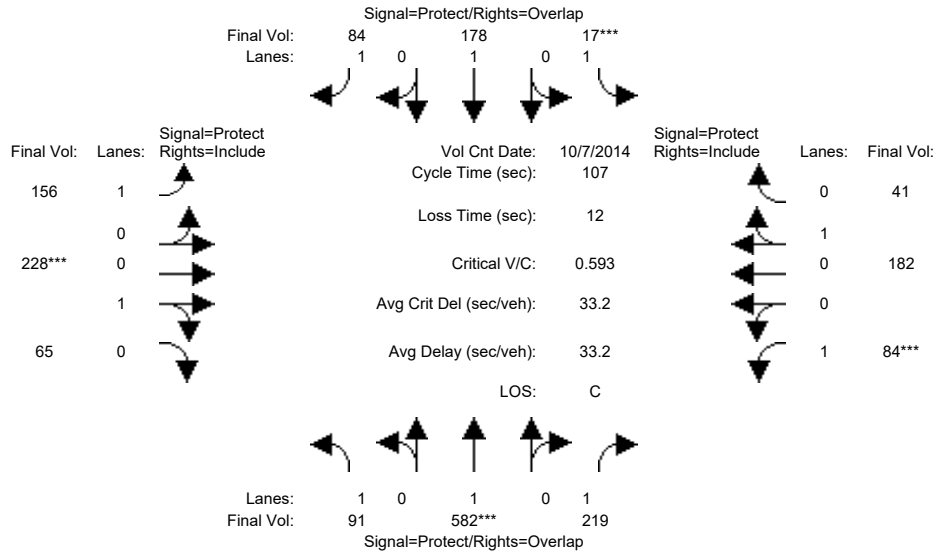 Signal=Protect/Rights=Overlap
Final Vol: 84 178 17***
Lanes: 1 0 1 0 1
Signal=Protect
Final Vol: Lanes: Rights=Include
Vol Cnt Date: 10/7/2014
Signal=Protect
Rights=Include Lanes: Final Vol:
Cycle Time (sec): 107
156 1
0 41
Loss Time (sec): 12
0
1
228*** 0
Critical V/C: 0.593
0 182
1
Avg Crit Del (sec/veh): 33.2
0
65 0
Avg Delay (sec/veh): 33.2
1 84***
LOS: C
Lanes: 1 0 1 0 1
Final Vol: 91 582*** 219
Signal=Protect/Rights=Overlap